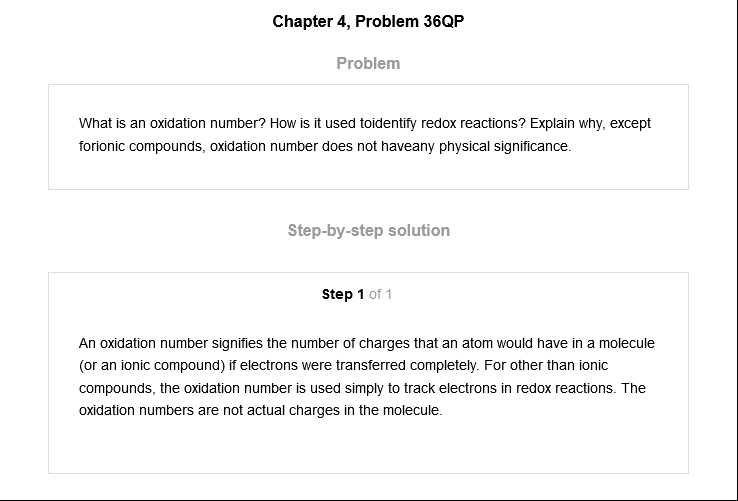 Chapter 4, Problem 36QP
Problem
What is an oxidation number? How is it used toidentify redox reactions? Explain why, except
forionic compounds, oxidation number does not haveany physical significance.
Step-by-step solution
Step 1 of 1
An oxidation number signifies the number of charges that an atom would have in a molecule
(or an ionic compound) if electrons were transferred completely. For other than ionic
compounds, the oxidation number is used simply to track electrons in redox reactions. The
oxidation numbers are not actual charges in the molecule.